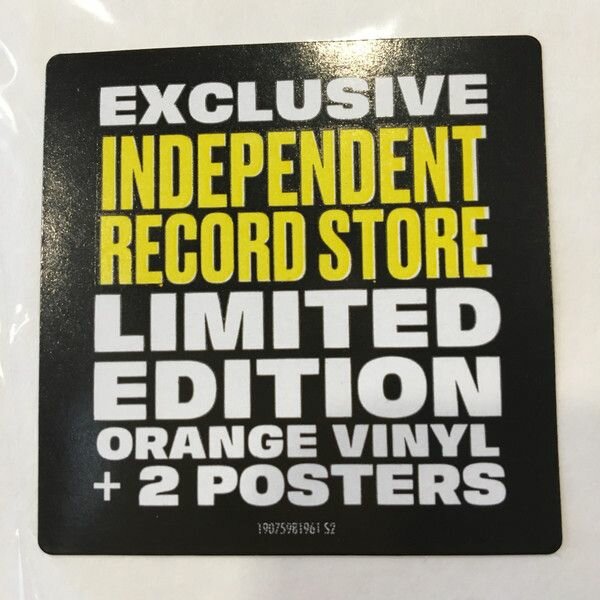 EXCLUSIVE
INDEPENDENT
RECORD STORE
LIMITED
EDITION
ORANGE VINYL
+ 2 POSTERS
19075981961 S2